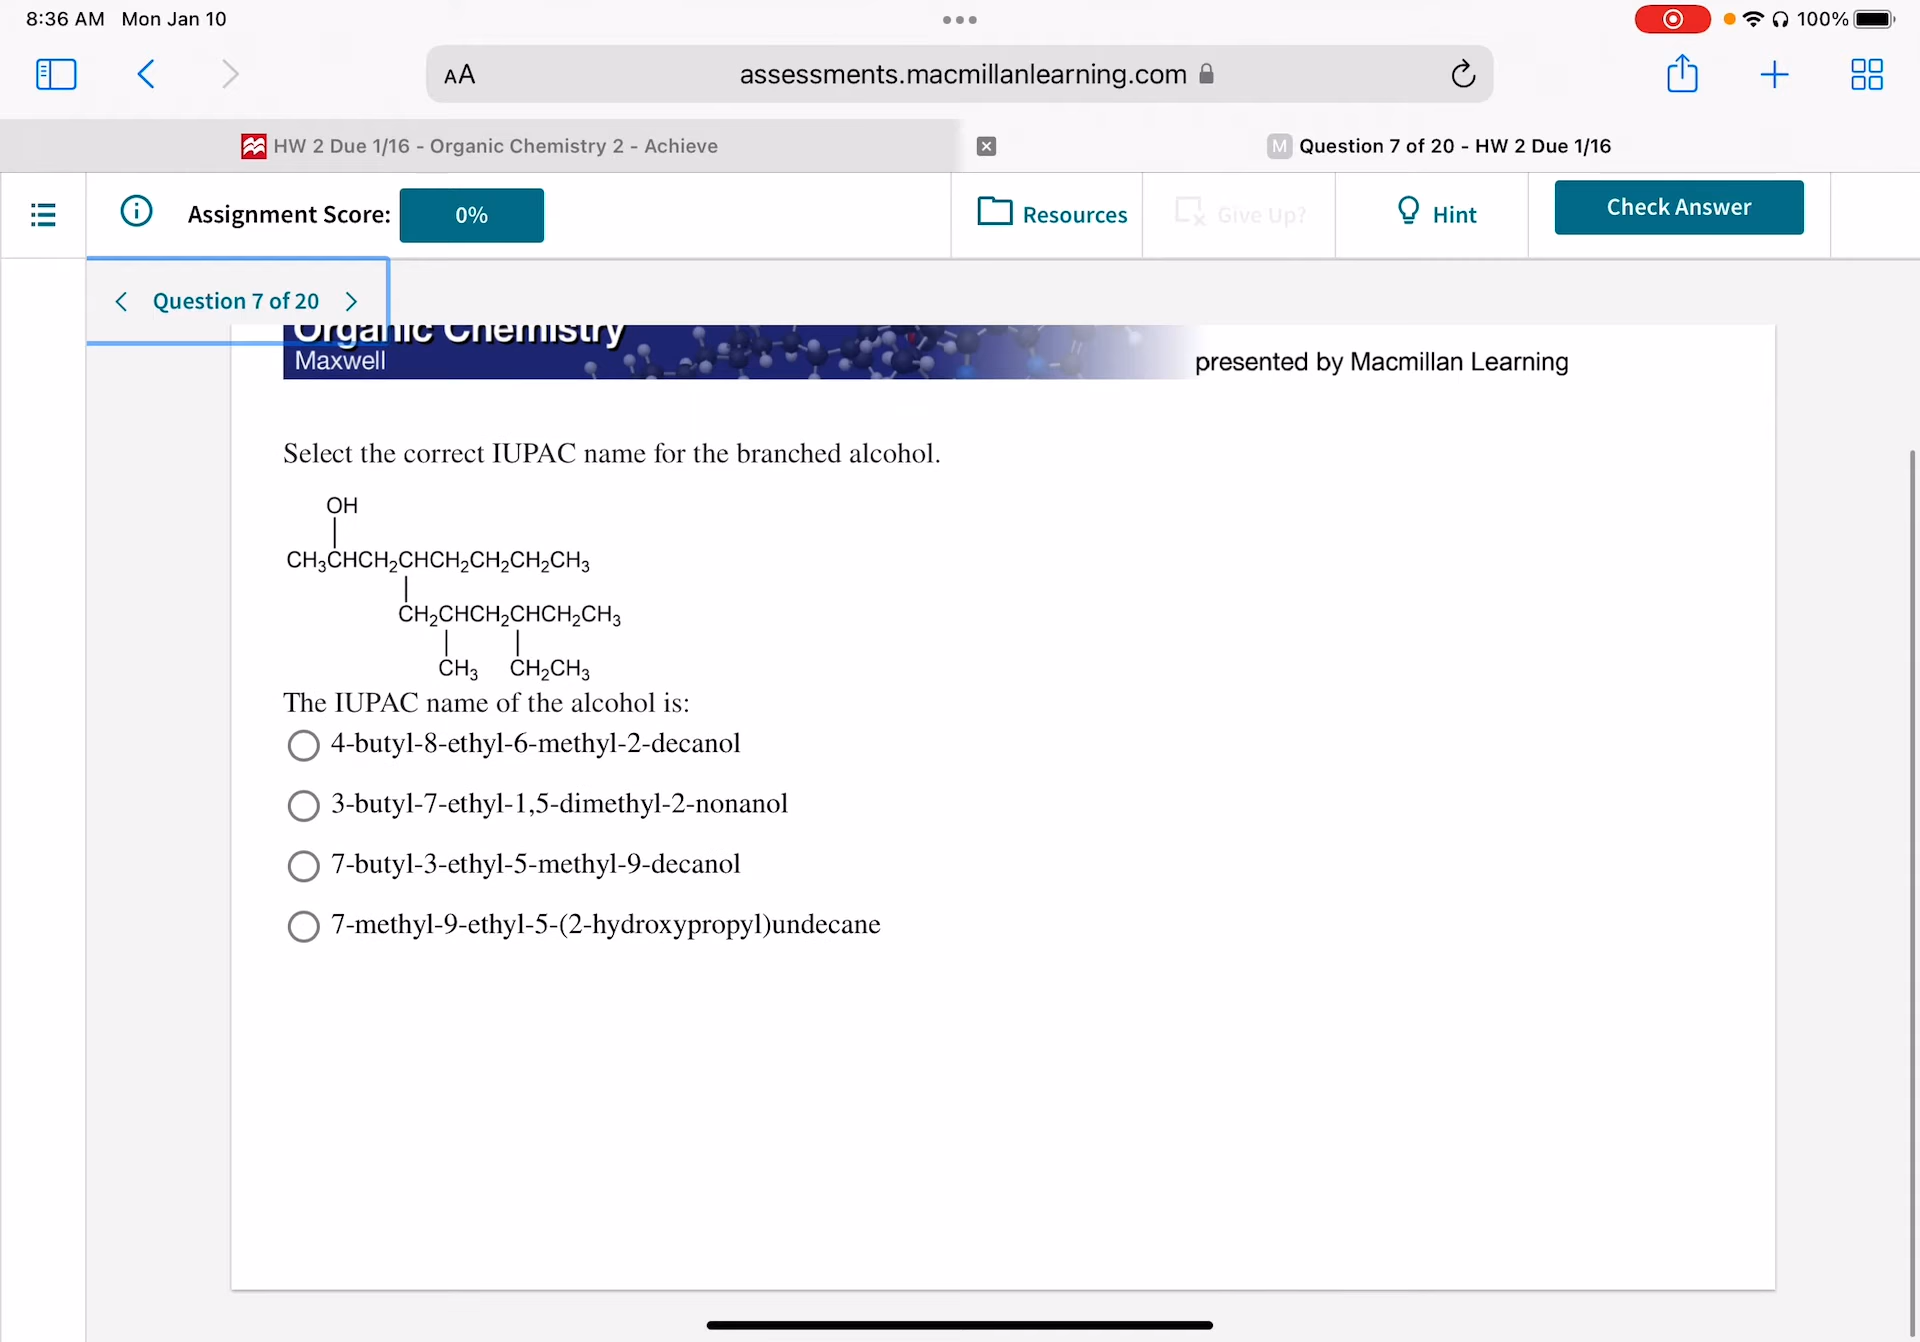 8:36 AM Mon Jan 10
100%
AA
assessments.macmillanlearning.com
HW 2 Due 1/16 - Organic Chemistry 2 - Achieve
M Question 7 of 20 - HW 2 Due 1/16
Assignment Score: 0%
Resources
Give Up?
Hint
Check Answer
Question 7 of 20
Organic Chemistry
Maxwell
presented by Macmillan Learning
Select the correct IUPAC name for the branched alcohol.
OH
CH₃CHCH₂CHCH₂CH₂CH₂CH₃
CH₂CHCH₂CHCH₂CH₃
CH₃ CH₂CH₃
The IUPAC name of the alcohol is:
4-butyl-8-ethyl-6-methyl-2-decanol
3-butyl-7-ethyl-1,5-dimethyl-2-nonanol
7-butyl-3-ethyl-5-methyl-9-decanol
7-methyl-9-ethyl-5-(2-hydroxypropyl)undecane